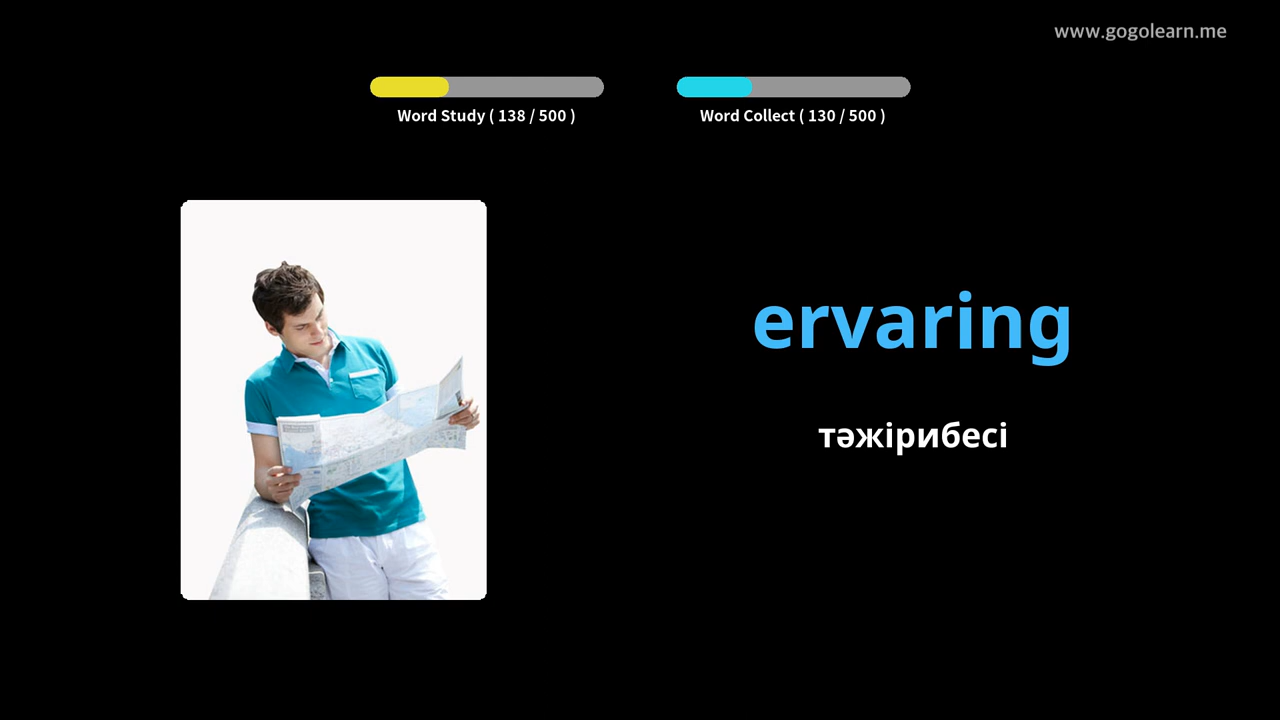 www.gogolearn.me
Word Study ( 138 / 500 )
Word Collect ( 130 / 500 )
ervaring
тәжірибесі